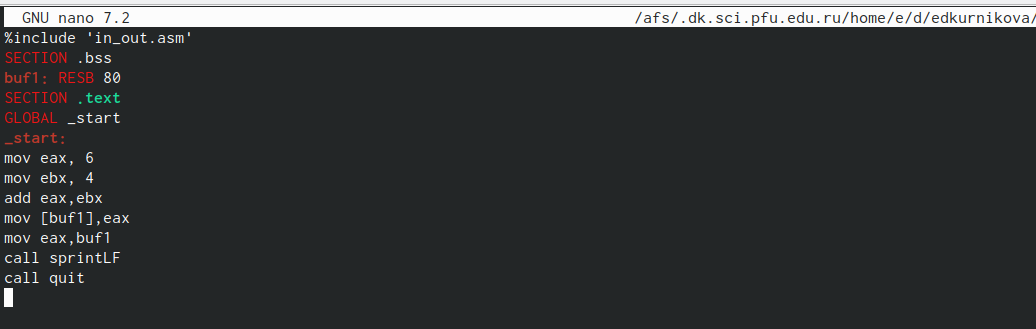 GNU nano 7.2 /afs/.dk.sci.pfu.edu.ru/home/e/d/edkurnikova/
%include 'in_out.asm'
SECTION .bss
buf1: RESB 80
SECTION .text
GLOBAL _start
_start:
mov eax, 6
mov ebx, 4
add eax,ebx
mov [buf1],eax
mov eax,buf1
call sprintLF
call quit